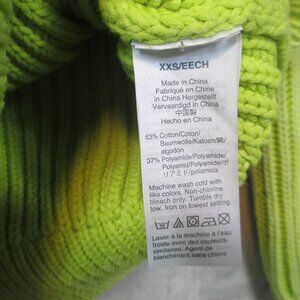 XXS/EECH
Made in China
Fabriqué en Chine
in China Hergestellt
Vervaardigd in China
中国製
Hecho en China
63% Cotton/Coton/
Baumwolle/Katoen/綿/
algodón
37% Polyamide/Polyamide/
Polyamid/Polyamide/ポ
リアミド/poliamida
Machine wash cold with
like colors. Non-chlorine
bleach only. Tumble dry
low. Iron on lowest setting.
Laver à la machine à l'eau
froide avec des couleurs
similaires. Agent de
blanchiment sans chlore